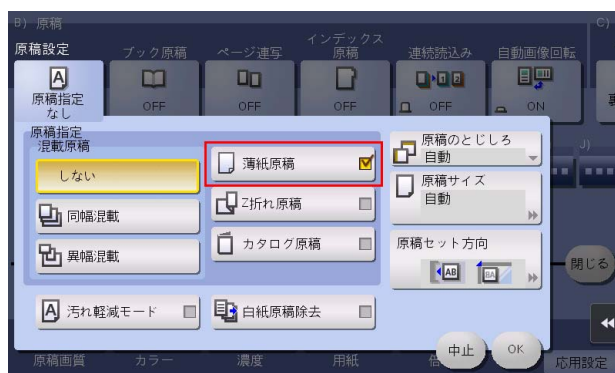 B) 原稿
C)
原稿設定
ブック原稿
ページ連写
インデックス
原稿
連続読込み
自動画像回転
原稿指定
なし
OFF
OFF
OFF
OFF
ON
原稿指定
混載原稿
しない
同幅混載
異幅混載
薄紙原稿
Z折れ原稿
カタログ原稿
原稿のとじしろ
自動
原稿サイズ
自動
原稿セット方向
AB
BA
J)
閉じる
汚れ軽減モード
白紙原稿除去
中止
OK
原稿画質
カラー
濃度
用紙
応用設定